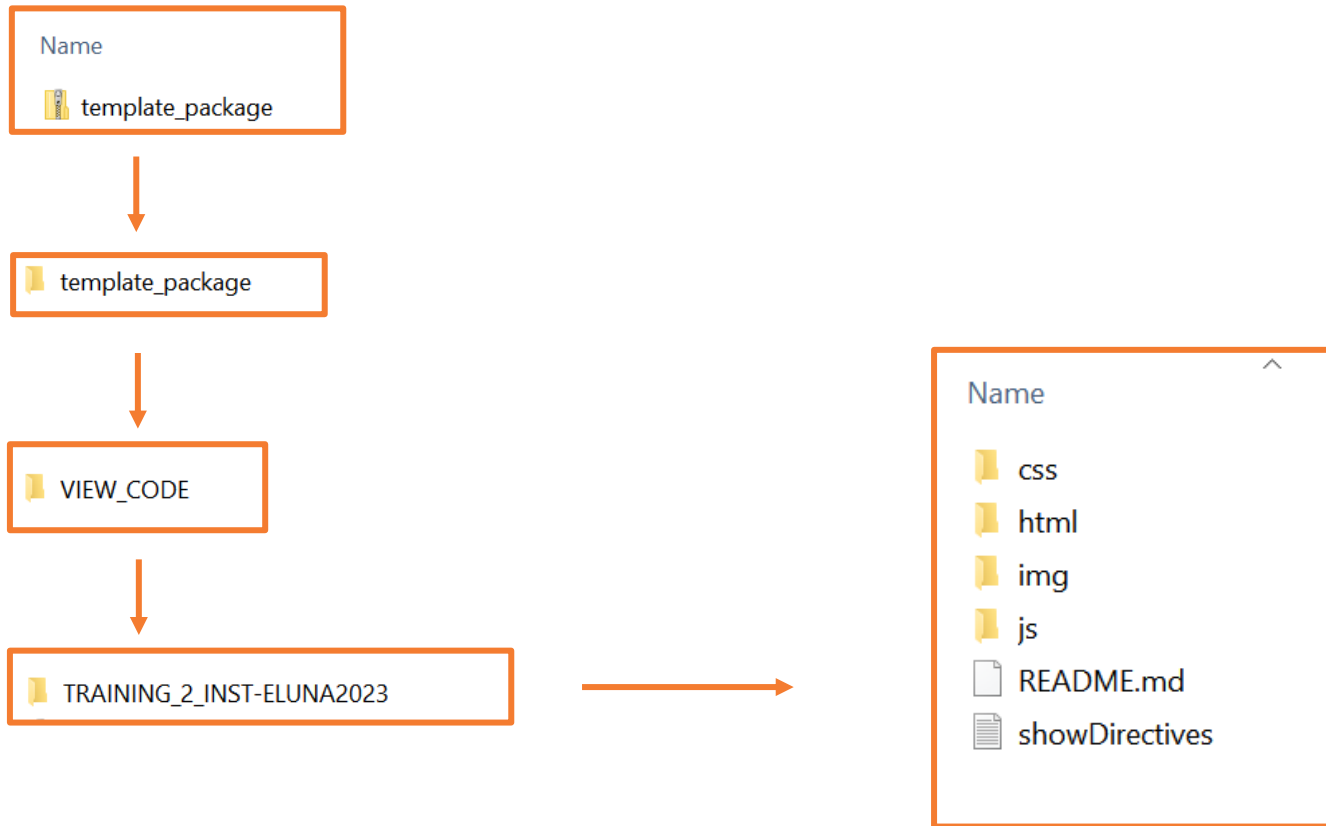 Name
template_package
template_package
VIEW_CODE
TRAINING_2_INST-ELUNA2023
Name
css
html
img
js
README.md
showDirectives